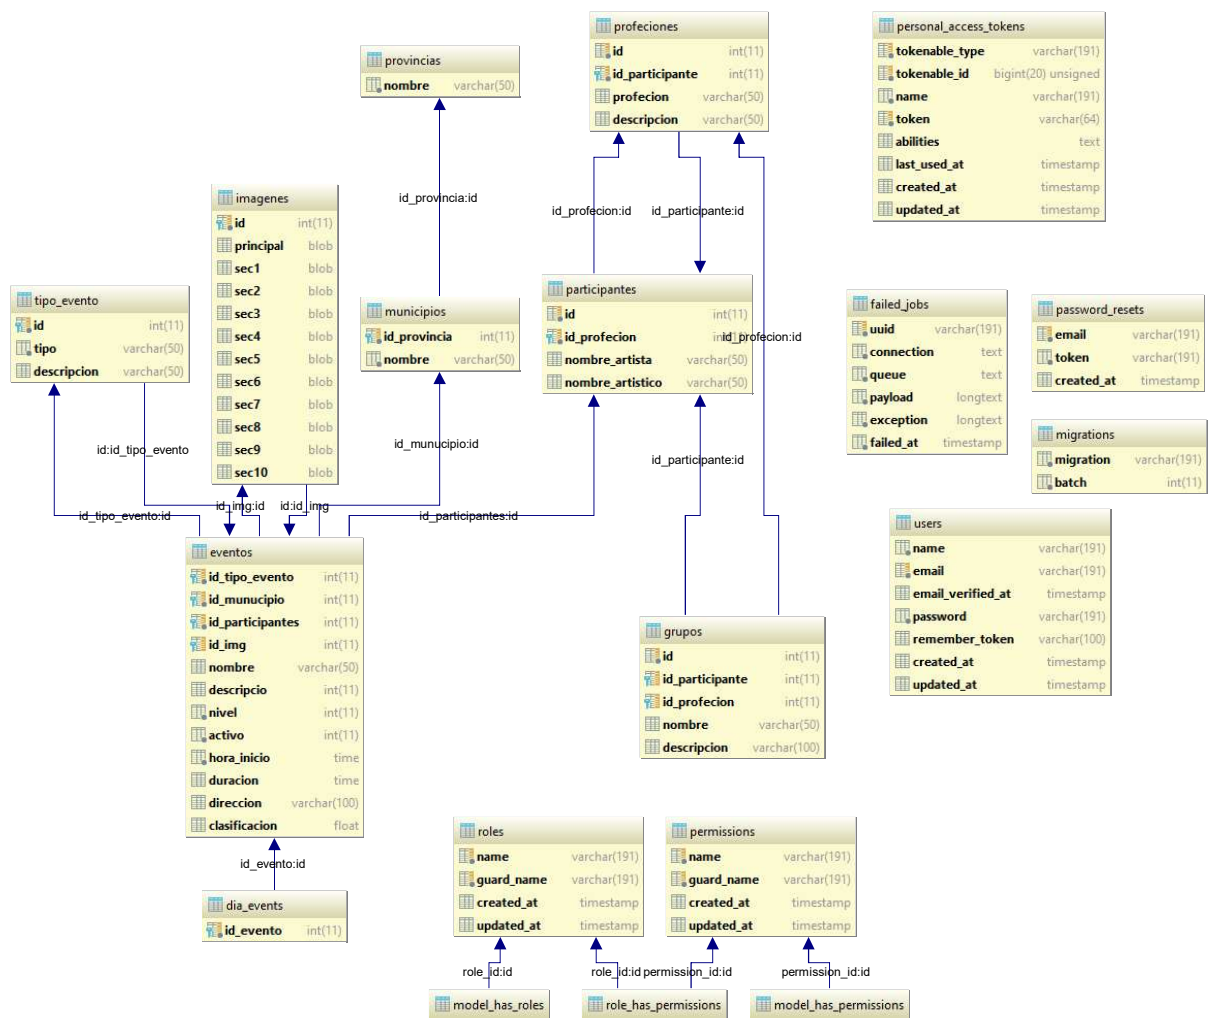 provincias
nombre varchar(50)
profeciones
id int(11)
id_participante int(11)
profecion varchar(50)
descripcion varchar(50)
personal_access_tokens
tokenable_type varchar(191)
tokenable_id bigint(20) unsigned
name varchar(191)
token varchar(64)
abilities text
last_used_at timestamp
created_at timestamp
updated_at timestamp
id_provincia:id
id_profecion:id
id_participante:id
imagenes
id int(11)
principal blob
sec1 blob
sec2 blob
sec3 blob
sec4 blob
sec5 blob
sec6 blob
sec7 blob
sec8 blob
sec9 blob
sec10 blob
tipo_evento
id int(11)
tipo varchar(50)
descripcion varchar(50)
municipios
id_provincia int(11)
nombre varchar(50)
participantes
id int(11)
id_profecion
nombre_artista varchar(50)
nombre_artistico varchar(50)
id_profecion:id
failed_jobs
uuid varchar(191)
connection text
queue text
payload longtext
exception longtext
failed_at timestamp
password_resets
email varchar(191)
token varchar(191)
created_at timestamp
migrations
migration varchar(191)
batch int(11)
id:id_tipo_evento
id_munucipio:id
id_participante:id
id_tipo_evento:id
id_img:id
id:id_img
id_participantes:id
eventos
id_tipo_evento int(11)
id_munucipio int(11)
id_participantes int(11)
id_img int(11)
nombre varchar(50)
descripcio int(11)
nivel int(11)
activo int(11)
hora_inicio time
duracion time
direccion varchar(100)
clasificacion float
users
name varchar(191)
email varchar(191)
email_verified_at timestamp
password varchar(191)
remember_token varchar(100)
created_at timestamp
updated_at timestamp
grupos
id int(11)
id_participante int(11)
id_profecion int(11)
nombre varchar(50)
descripcion varchar(100)
id_evento:id
dia_events
id_evento int(11)
roles
name varchar(191)
guard_name varchar(191)
created_at timestamp
updated_at timestamp
permissions
name varchar(191)
guard_name varchar(191)
created_at timestamp
updated_at timestamp
role_id:id
role_id:id
permission_id:id
permission_id:id
model_has_roles
role_has_permissions
model_has_permissions